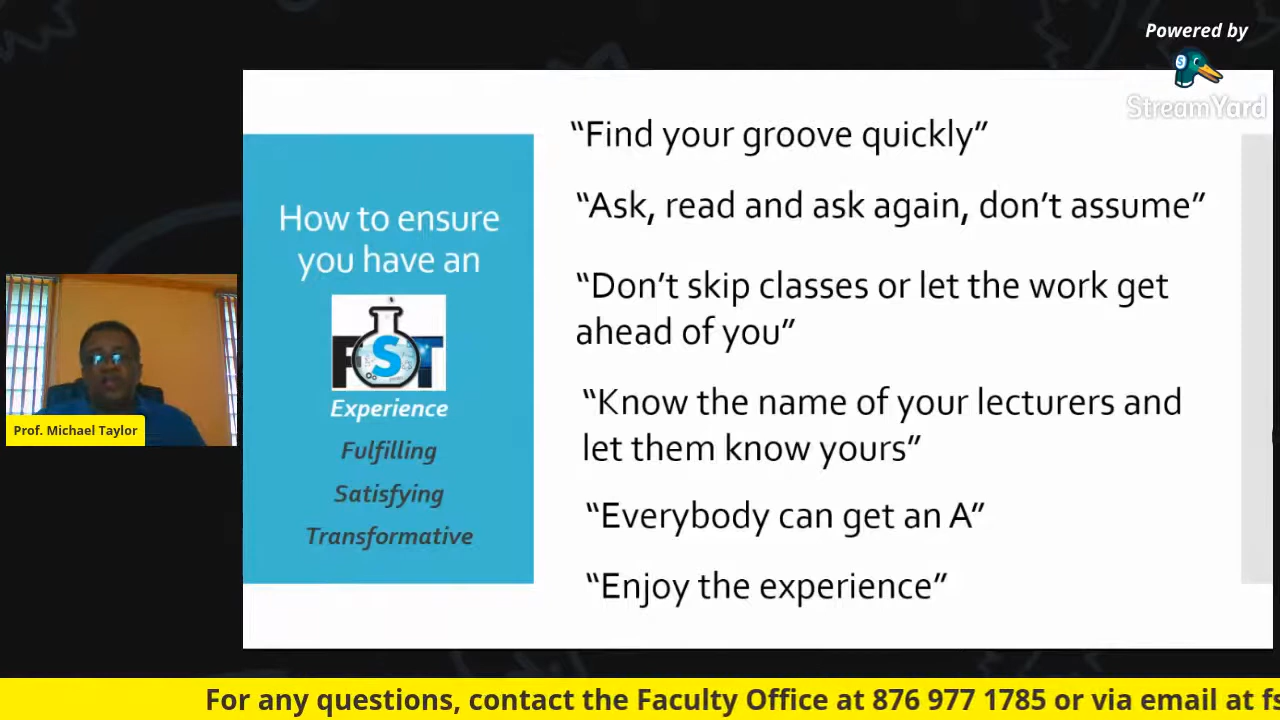 Powered by
StreamYard
How to ensure
you have an
FST
Experience
Fulfilling
Satisfying
Transformative
“Find your groove quickly”
“Ask, read and ask again, don’t assume”
“Don’t skip classes or let the work get
ahead of you”
“Know the name of your lecturers and
let them know yours”
“Everybody can get an A”
“Enjoy the experience”
Prof. Michael Taylor
For any questions, contact the Faculty Office at 876 977 1785 or via email at fs